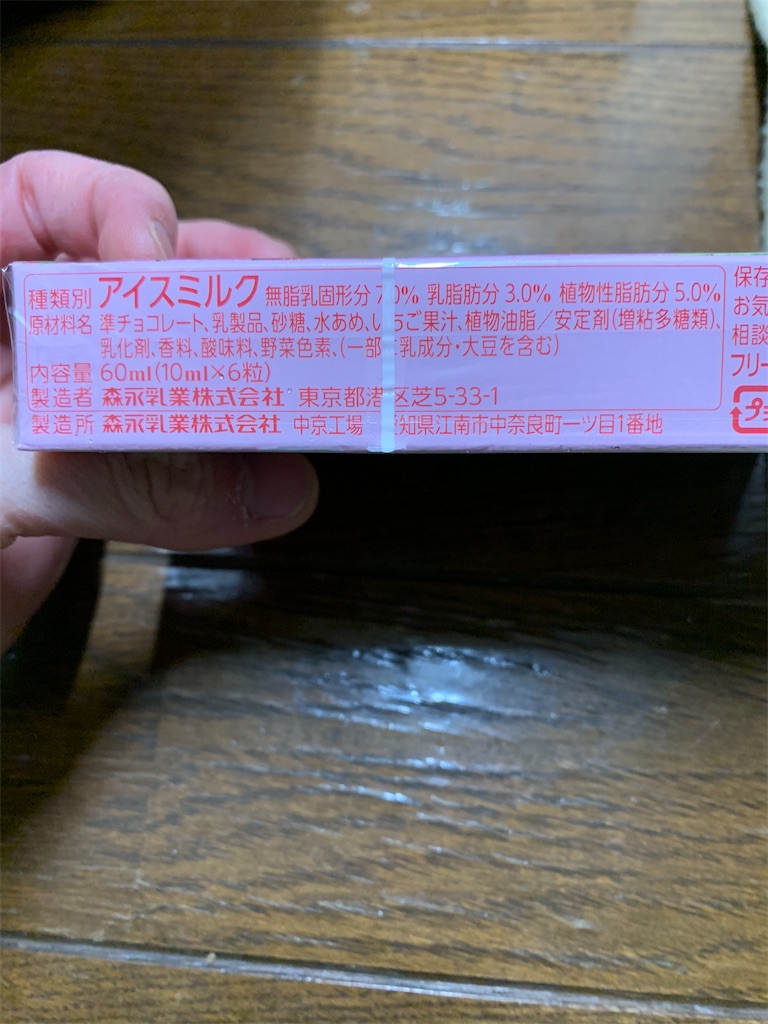 種類別 アイスミルク 無脂乳固形分 7.0% 乳脂肪分 3.0% 植物性脂肪分 5.0%
原材料名 準チョコレート、乳製品、砂糖、水あめ、いちご果汁、植物油脂／安定剤(増粘多糖類)、
乳化剤、香料、酸味料、野菜色素、(一部に乳成分・大豆を含む)
内容量 60ml(10ml×6粒)
製造者 森永乳業株式会社 東京都港区芝5-33-1
製造所 森永乳業株式会社 中京工場 知県江南市中奈良町一ツ目1番地
保存
お気
相談
フリー
プラ